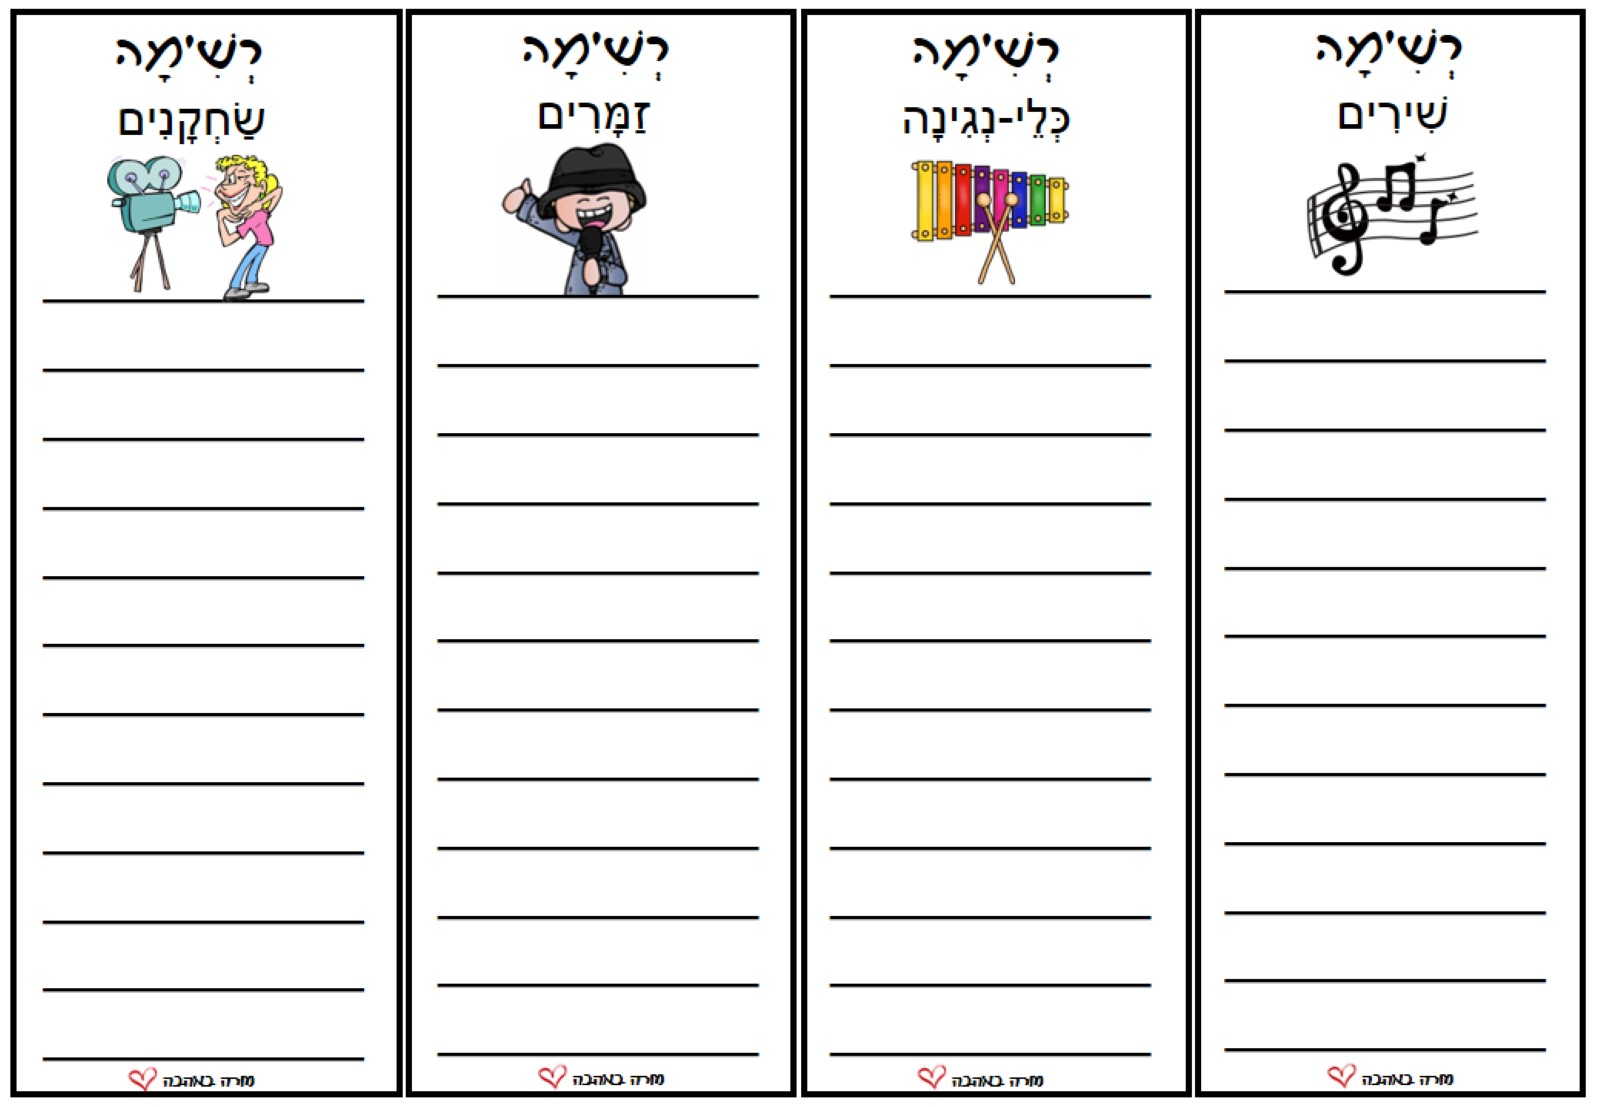 רְשִׁימָה
שִׁירִים
מורה באהבה
רְשִׁימָה
כְּלֵי-נְגִינָה
מורה באהבה
רְשִׁימָה
זַמָּרִים
מורה באהבה
רְשִׁימָה
שַׂחְקָנִים
מורה באהבה